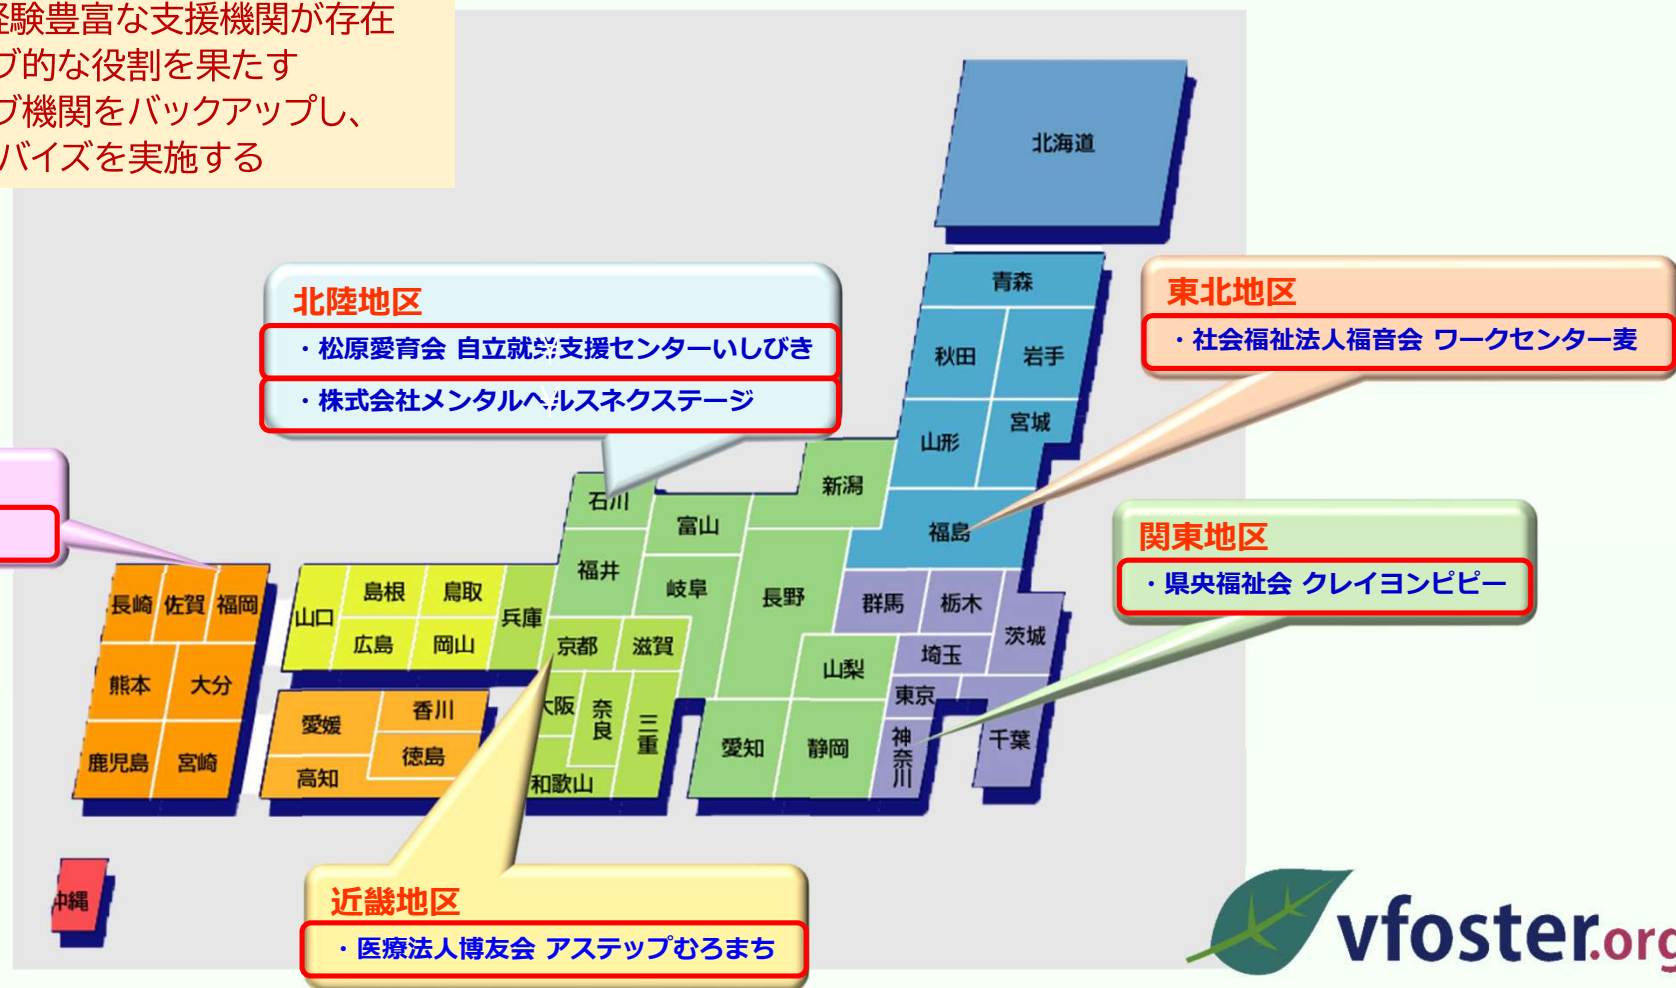 経験豊富な支援機関が存在
ブ的な役割を果たす
ブ機関をバックアップし、
バイズを実施する
北海道
北陸地区
・松原愛育会 自立就労支援センターいしびき
・株式会社メンタルヘルスネクステージ
東北地区
・社会福祉法人福音会 ワークセンター麦
青森
秋田 岩手
山形 宮城
福島
関東地区
・県央福祉会 クレイヨンピピー
新潟
石川
富山
福井
岐阜
長野
群馬 栃木
茨城
埼玉
山梨
東京
神奈川
千葉
静岡
愛知
滋賀
京都
兵庫
大阪
奈良
三重
和歌山
鳥取
島根
岡山
広島
山口
香川
愛媛
徳島
高知
長崎 佐賀 福岡
熊本 大分
鹿児島 宮崎
沖縄
近畿地区
・医療法人博友会 アステップむろまち
vfoster.org